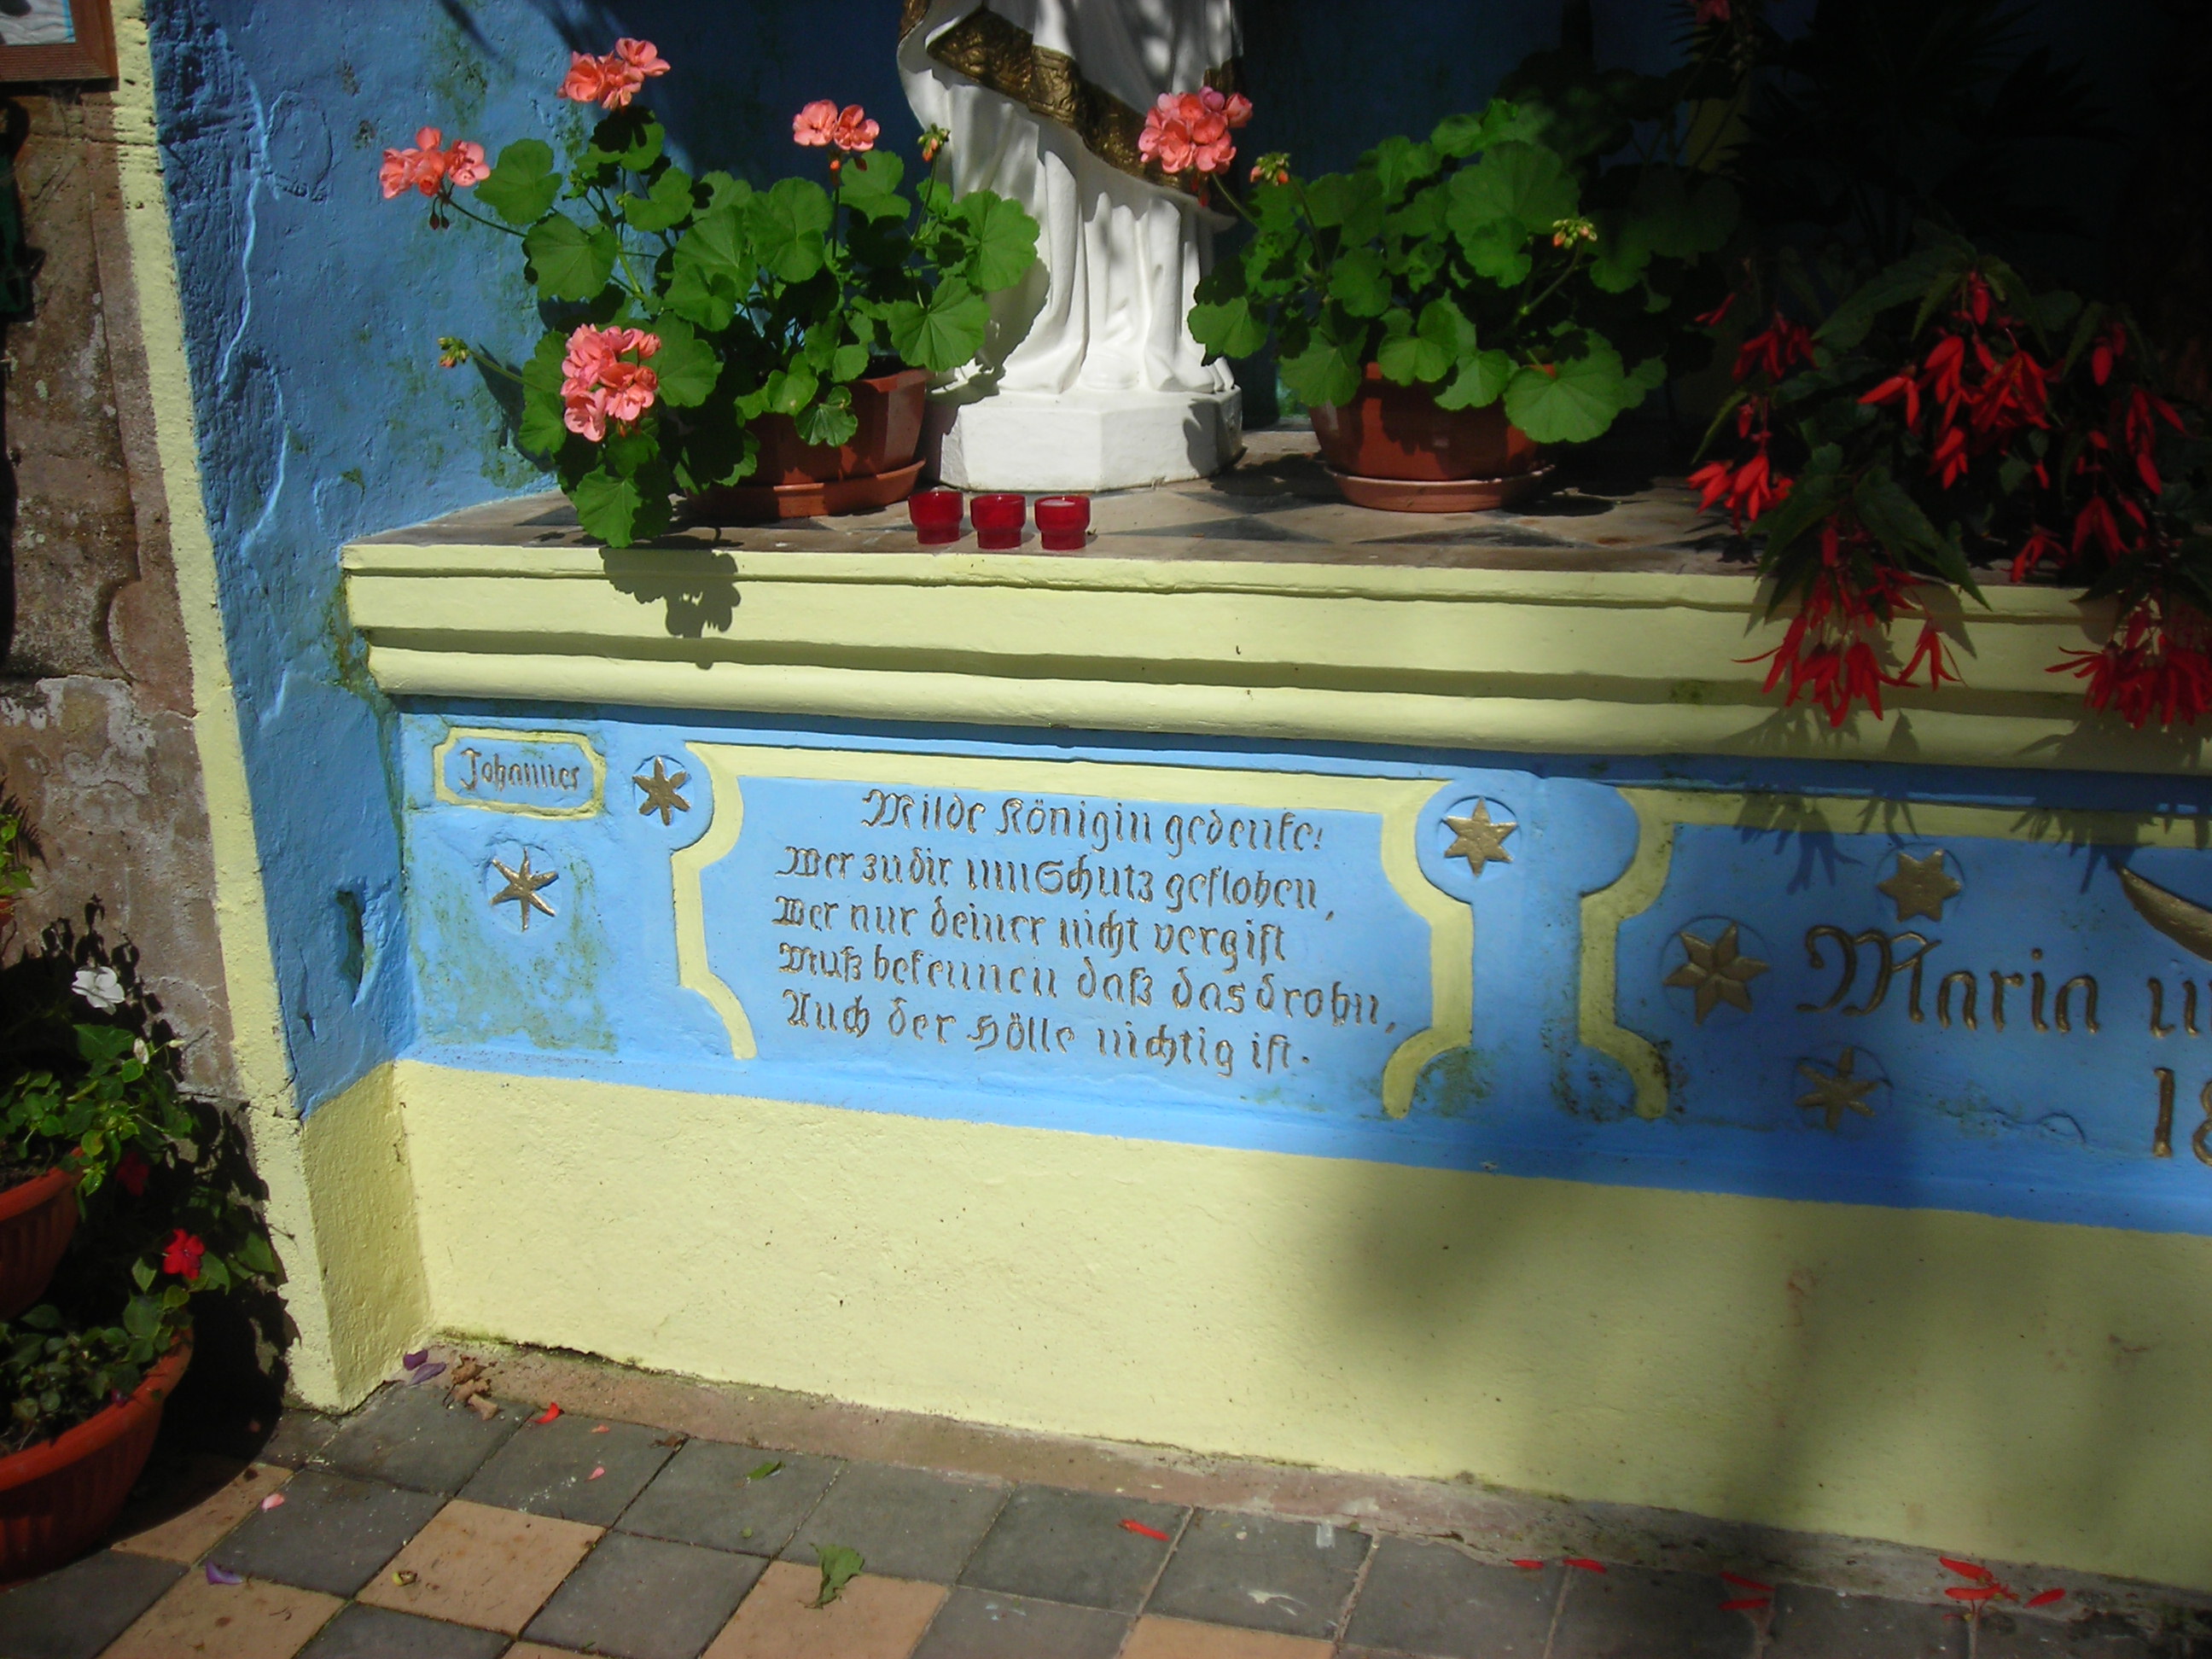 Johannes
Milde Königin gedenke!
Wer zu dir um Schutz geflohen,
Wer nur deiner nicht vergißt
Muß bekennen daß das drohn,
Auch der Hölle nichtig ist.
Maria
18